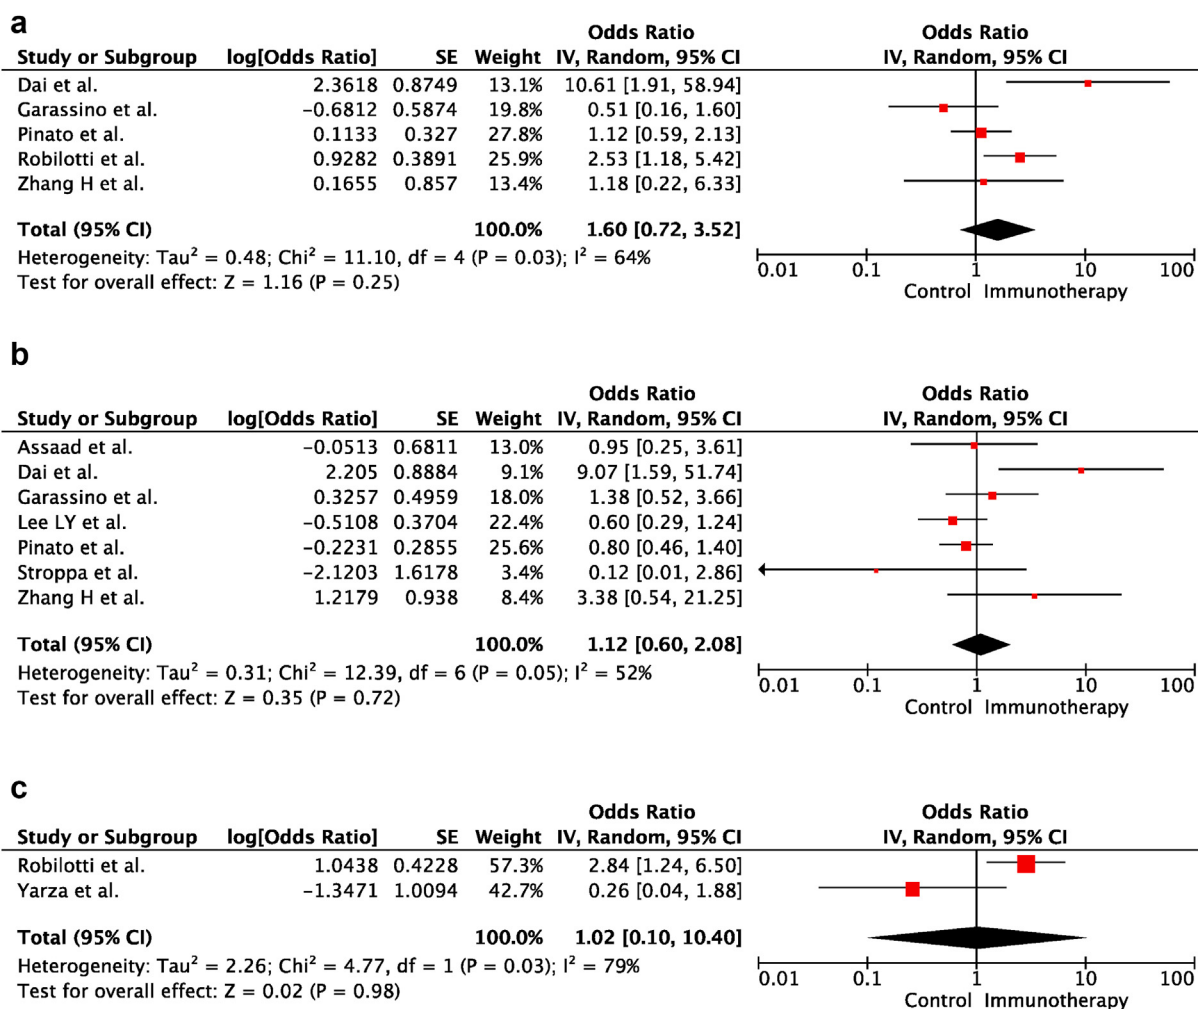 a
Odds Ratio Odds Ratio
Study or Subgroup log[Odds Ratio] SE Weight IV, Random, 95% CI IV, Random, 95% CI
Dai et al. 2.3618 0.8749 13.1% 10.61 [1.91, 58.94]
Garassino et al. −0.6812 0.5874 19.8% 0.51 [0.16, 1.60]
Pinato et al. 0.1133 0.327 27.8% 1.12 [0.59, 2.13]
Robilotti et al. 0.9282 0.3891 25.9% 2.53 [1.18, 5.42]
Zhang H et al. 0.1655 0.857 13.4% 1.18 [0.22, 6.33]
Total (95% CI) 100.0% 1.60 [0.72, 3.52]
Heterogeneity: Tau² = 0.48; Chi² = 11.10, df = 4 (P = 0.03); I² = 64%
Test for overall effect: Z = 1.16 (P = 0.25)
0.01 0.1 1 10 100
Control Immunotherapy
b
Odds Ratio Odds Ratio
Study or Subgroup log[Odds Ratio] SE Weight IV, Random, 95% CI IV, Random, 95% CI
Assaad et al. −0.0513 0.6811 13.0% 0.95 [0.25, 3.61]
Dai et al. 2.205 0.8884 9.1% 9.07 [1.59, 51.74]
Garassino et al. 0.3257 0.4959 18.0% 1.38 [0.52, 3.66]
Lee LY et al. −0.5108 0.3704 22.4% 0.60 [0.29, 1.24]
Pinato et al. −0.2231 0.2855 25.6% 0.80 [0.46, 1.40]
Stroppa et al. −2.1203 1.6178 3.4% 0.12 [0.01, 2.86]
Zhang H et al. 1.2179 0.938 8.4% 3.38 [0.54, 21.25]
Total (95% CI) 100.0% 1.12 [0.60, 2.08]
Heterogeneity: Tau² = 0.31; Chi² = 12.39, df = 6 (P = 0.05); I² = 52%
Test for overall effect: Z = 0.35 (P = 0.72)
0.01 0.1 1 10 100
Control Immunotherapy
c
Odds Ratio Odds Ratio
Study or Subgroup log[Odds Ratio] SE Weight IV, Random, 95% CI IV, Random, 95% CI
Robilotti et al. 1.0438 0.4228 57.3% 2.84 [1.24, 6.50]
Yarza et al. −1.3471 1.0094 42.7% 0.26 [0.04, 1.88]
Total (95% CI) 100.0% 1.02 [0.10, 10.40]
Heterogeneity: Tau² = 2.26; Chi² = 4.77, df = 1 (P = 0.03); I² = 79%
Test for overall effect: Z = 0.02 (P = 0.98)
0.01 0.1 1 10 100
Control Immunotherapy